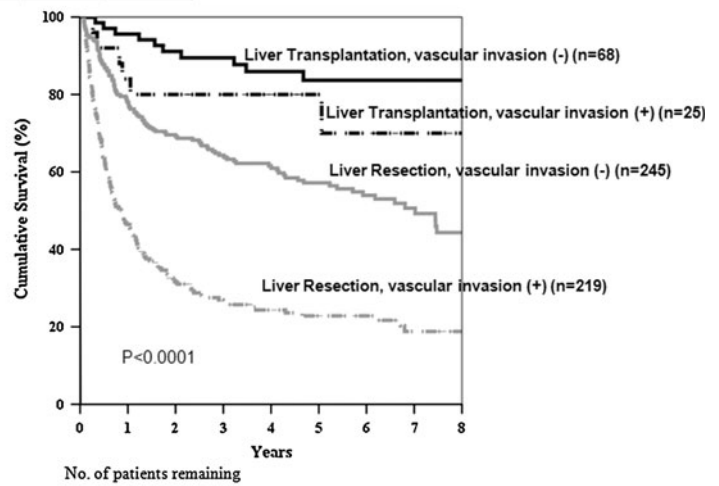 100
Liver Transplantation, vascular invasion (-) (n=68)
80
Liver Transplantation, vascular invasion (+) (n=25)
Cumulative Survival (%)
60
Liver Resection, vascular invasion (-) (n=245)
40
Liver Resection, vascular invasion (+) (n=219)
20
P<0.0001
0
0 1 2 3 4 5 6 7 8
Years
No. of patients remaining